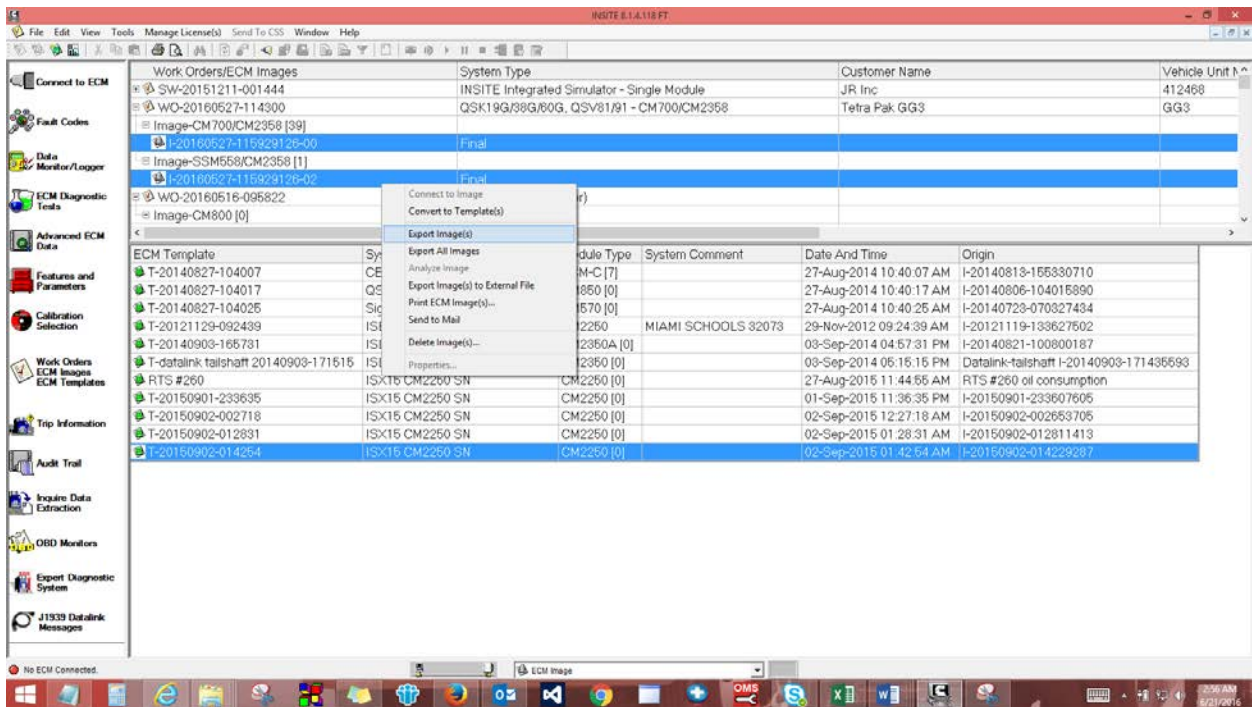 INSITE 8.1.4.118 FT
File Edit View Tools ManageLicense(s) Send To CSS Window Help
Connect to ECM
Fault Codes
Data
Monitor/Logger
ECM Diagnostic
Tests
Advanced ECM
Data
Features and
Parameters
Calibration
Selection
Work Orders
ECM Images
ECM Templates
Trip Information
Audit Trail
Inquire Data
Extraction
OBD Monitors
Expert Diagnostic
System
J1939 Datalink
Messages
Work Orders/ECM Images System Type Customer Name Vehicle Unit
SW-20151211-001444 INSITE Integrated Simulator - Single Module JR Inc 412468
WO-20160527-114300 QSK19G/38G/60G, QSV81/91 - CM700/CM2358 Tetra Pak GG3 GG3
Image-CM700/CM2358 [39]
I-20160527-115929126-00 Final
Image-SSM558/CM2358 [1]
I-20160527-115929126-02 Final
WO-20160516-095822
Image-CM800 [0]
Connect to Image
Convert to Template(s)
Export Image(s)
Export All Images
Analyze Image
Export Image(s) to External File
Print ECM Image(s)...
Send to Mail
Delete Image(s)...
Properties...
ECM Template Module Type System Comment Date And Time Origin
T-20140827-104007 27-Aug-2014 10:40:07 AM I-20140813-155330710
T-20140827-104017 27-Aug-2014 10:40:17 AM I-20140806-104015890
T-20140827-104025 27-Aug-2014 10:40:25 AM I-20140723-070327434
T-20121129-092439 MIAMI SCHOOLS 32073 29-Nov-2012 09:24:39 AM I-20121119-133627502
T-20140903-165731 03-Sep-2014 04:57:31 PM I-20140821-100800187
T-datalink tailshaft 20140903-171515 03-Sep-2014 05:15:15 PM Datalink-tailshaft I-20140903-171435593
RTS #260 ISX15 CM2250 SN CM2250 [0] 27-Aug-2015 11:44:55 AM RTS #260 oil consumption
T-20150901-233635 ISX15 CM2250 SN CM2250 [0] 01-Sep-2015 11:36:35 PM I-20150901-233607605
T-20150902-002718 ISX15 CM2250 SN CM2250 [0] 02-Sep-2015 12:27:18 AM I-20150902-002653705
T-20150902-012831 ISX15 CM2250 SN CM2250 [0] 02-Sep-2015 01:28:31 AM I-20150902-012811413
T-20150902-014254 ISX15 CM2250 SN CM2250 [0] 02-Sep-2015 01:42:54 AM I-20150902-014229287
No ECM Connected.
ECM Image
OMS
2:56 AM
6/21/2016